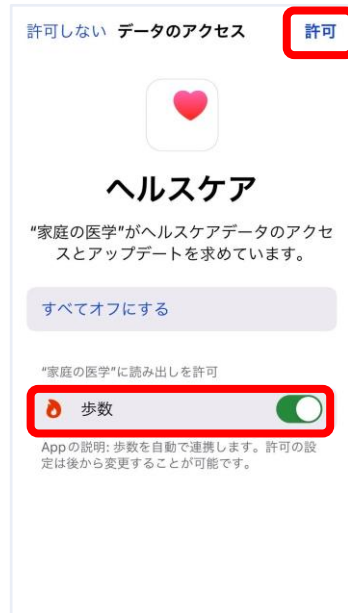 許可しない データのアクセス 許可
ヘルスケア
“家庭の医学”がヘルスケアデータのアクセ
スとアップデートを求めています。
すべてオフにする
“家庭の医学”に読み出しを許可
歩数
Appの説明: 歩数を自動で連携します。許可の設
定は後から変更することが可能です。